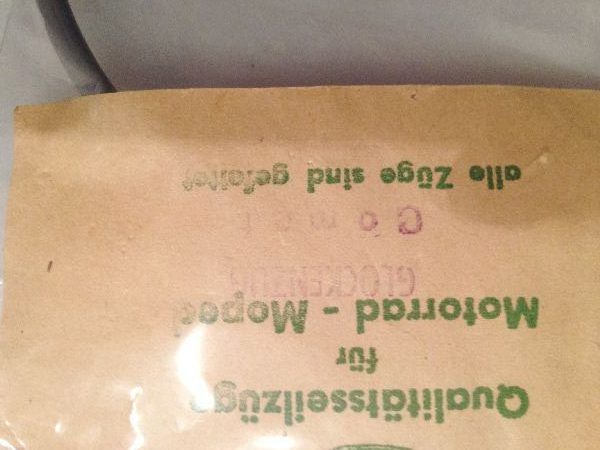 Qualitätsseilzüge
für
Motorrad - Moped
GLOCKENZUG
C o m e t
alle Züge sind gefettet